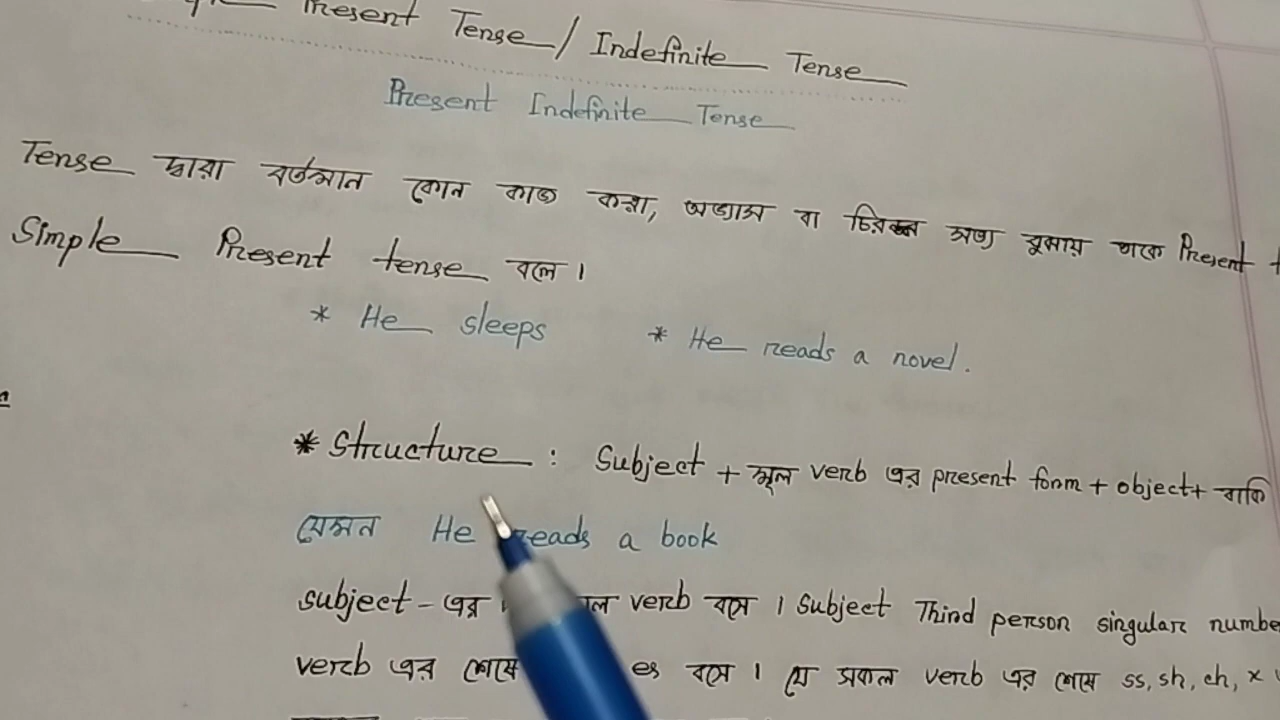 Present Tense / Indefinite Tense
Present Indefinite Tense
Tense দ্বারা বর্তমান কোন কাজ করা, অভ্যাস বা চিরন্তন সত্য বুঝায় তাকে Present
Simple Present tense বলে ।
* He sleeps * He reads a novel.
* Structure : Subject + মূল verb এর present form + object + বাকি
যেমন He reads a book
subject - এর verb বসে । Subject Third person singular number
verb এর শেষে es বসে । যে সকল verb এর শেষে ss, sh, ch, x